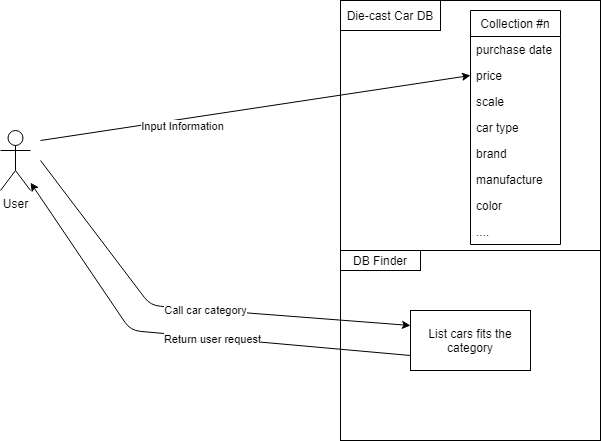 Die-cast Car DB
Collection #n
purchase date
price
scale
car type
brand
manufacture
color
....
Input Information
User
DB Finder
Call car category
Return user request
List cars fits the
category